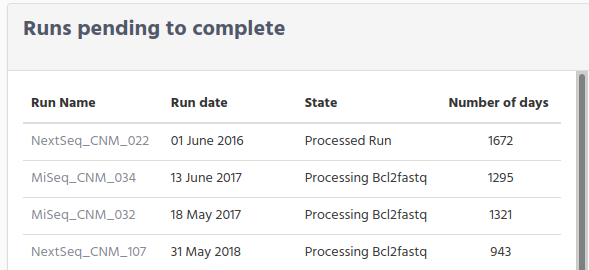 Runs pending to complete
Run Name Run date State Number of days
NextSeq_CNM_022 01 June 2016 Processed Run 1672
MiSeq_CNM_034 13 June 2017 Processing Bcl2fastq 1295
MiSeq_CNM_032 18 May 2017 Processing Bcl2fastq 1321
NextSeq_CNM_107 31 May 2018 Processing Bcl2fastq 943